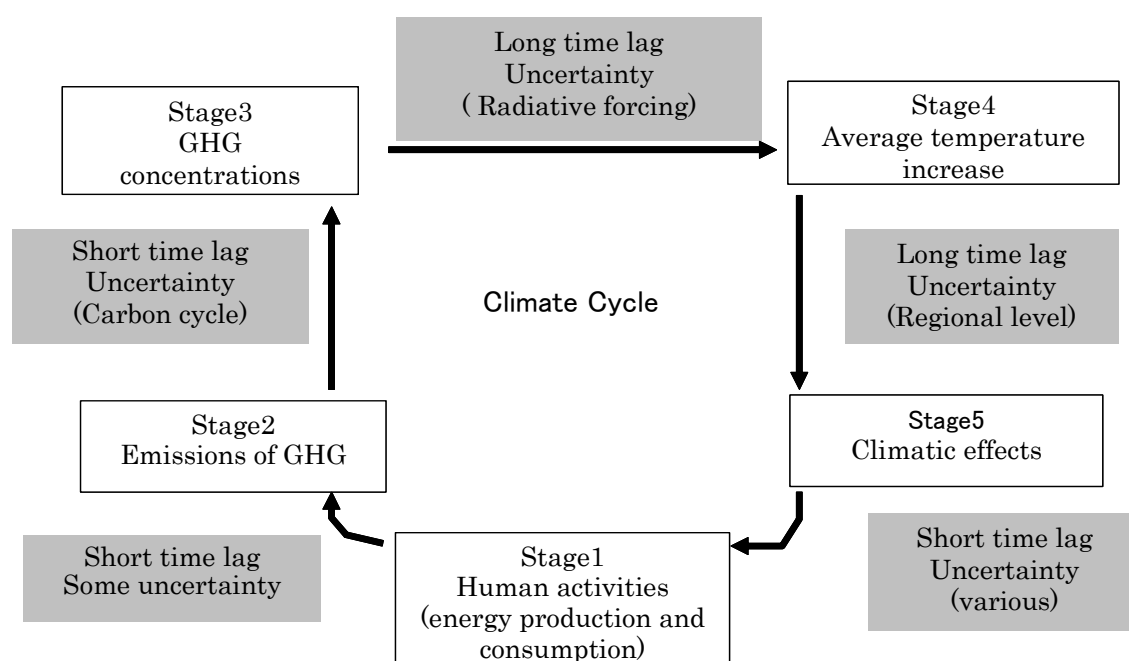 Long time lag
Uncertainty
( Radiative forcing)
Stage3
GHG
concentrations
Stage4
Average temperature
increase
Short time lag
Uncertainty
(Carbon cycle)
Climate Cycle
Long time lag
Uncertainty
(Regional level)
Stage2
Emissions of GHG
Stage5
Climatic effects
Short time lag
Some uncertainty
Stage1
Human activities
(energy production and
consumption)
Short time lag
Uncertainty
(various)